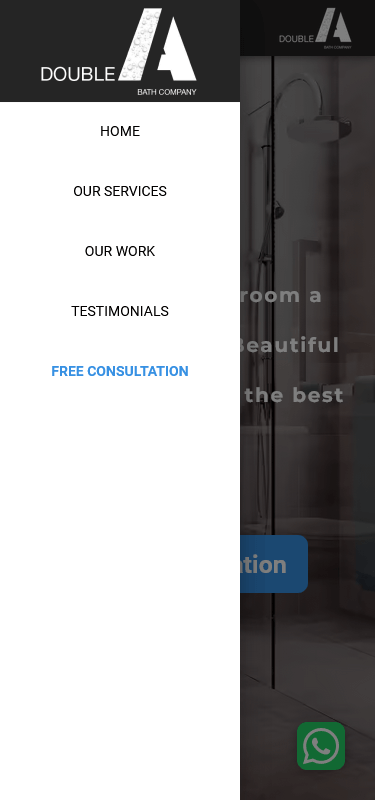 DOUBLE A
BATH COMPANY
HOME
OUR SERVICES
OUR WORK
TESTIMONIALS
FREE CONSULTATION
DOUBLE A
BATH COMPANY
room a
Beautiful
the best
ation